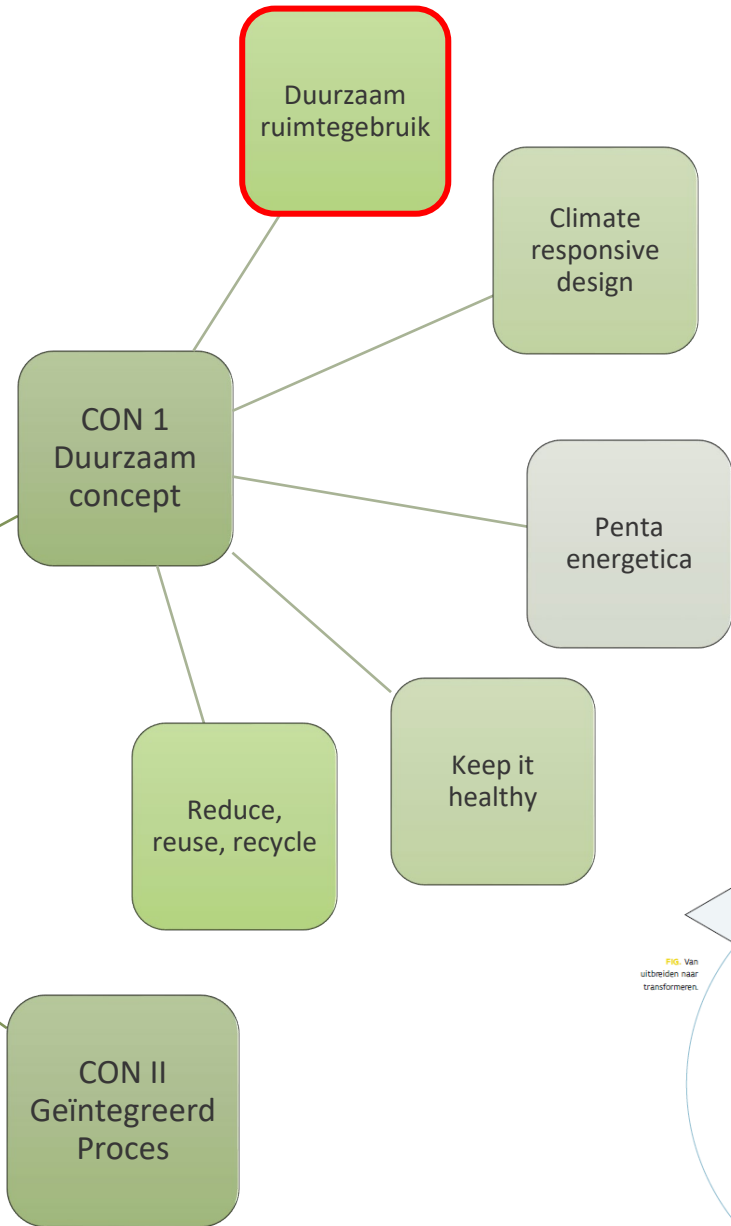 Duurzaam
ruimtegebruik
Climate
responsive
design
CON 1
Duurzaam
concept
Penta
energetica
Keep it
healthy
Reduce,
reuse, recycle
FIG. Van
uitbreiden naar
transformeren.
CON II
Geïntegreerd
Proces